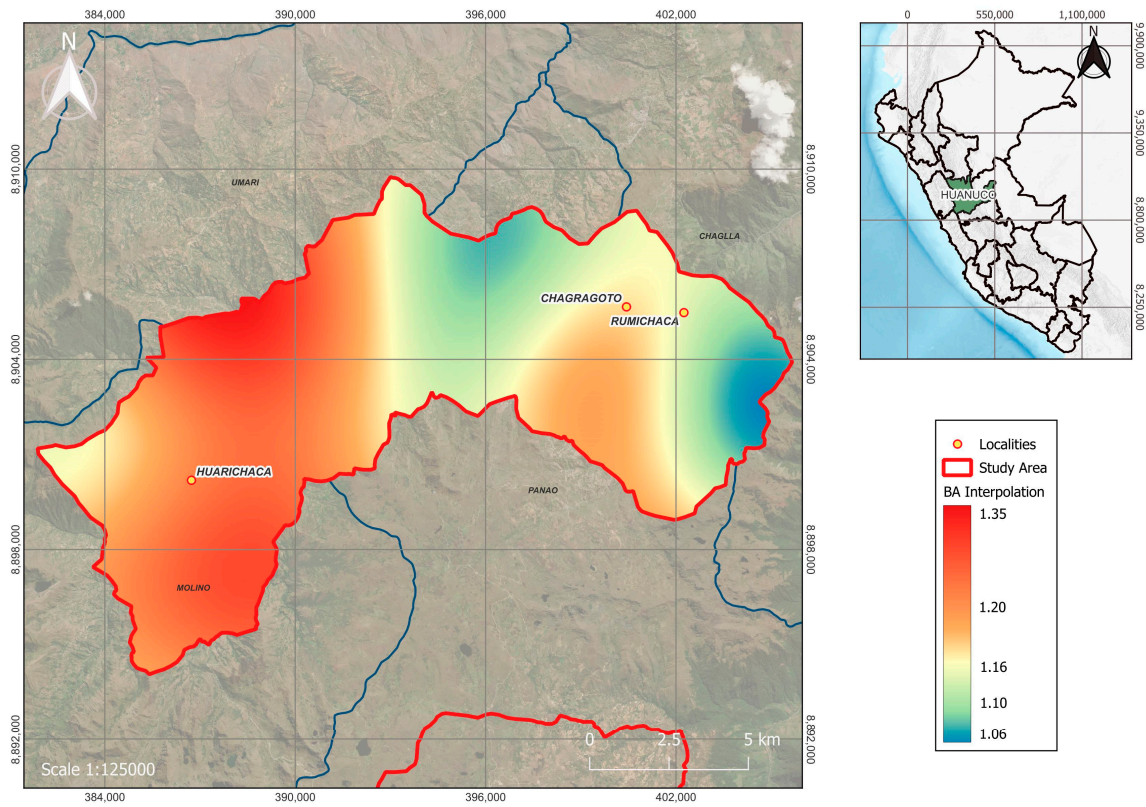 384,000
390,000
396,000
402,000
N
8,910,000
8,910,000
UMARI
CHAGLLA
CHAGRAGOTO
RUMICHACA
8,904,000
8,904,000
HUARICHACA
PANAO
8,898,000
8,898,000
MOLINO
8,892,000
8,892,000
0
2.5
5 km
Scale 1:125000
384,000
390,000
396,000
402,000
0
550,000
1,100,000
N
9,900,000
9,350,000
HUANUCO
8,800,000
8,250,000
Localities
Study Area
BA Interpolation
1.35
1.20
1.16
1.10
1.06